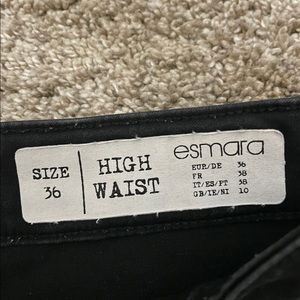 SIZE
36
HIGH
WAIST
esmara
EUR/DE 36
FR 38
IT/ES/PT 38
GB/IE/NI 10